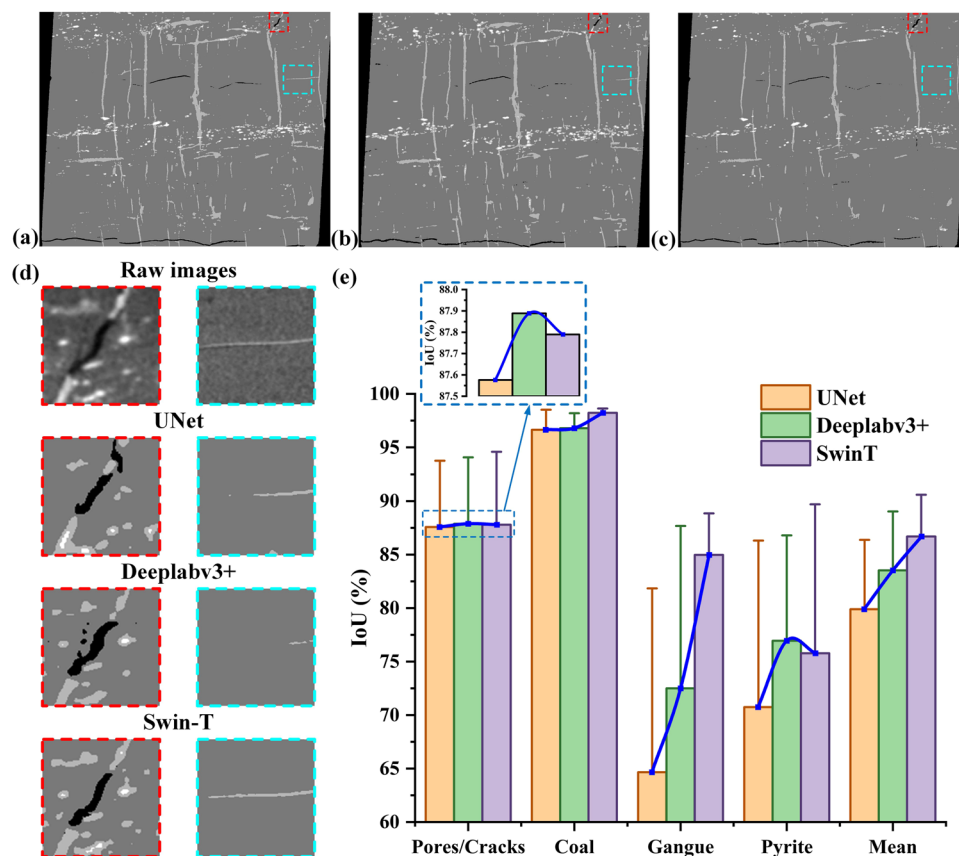 (a)
(b)
(c)
(d)
Raw images
UNet
Deeplabv3+
Swin-T
(e)
88.0
87.9
87.8
87.7
87.6
87.5
IoU (%)
UNet
Deeplabv3+
SwinT
100
95
90
85
80
75
70
65
60
IoU (%)
Pores/Cracks Coal Gangue Pyrite Mean